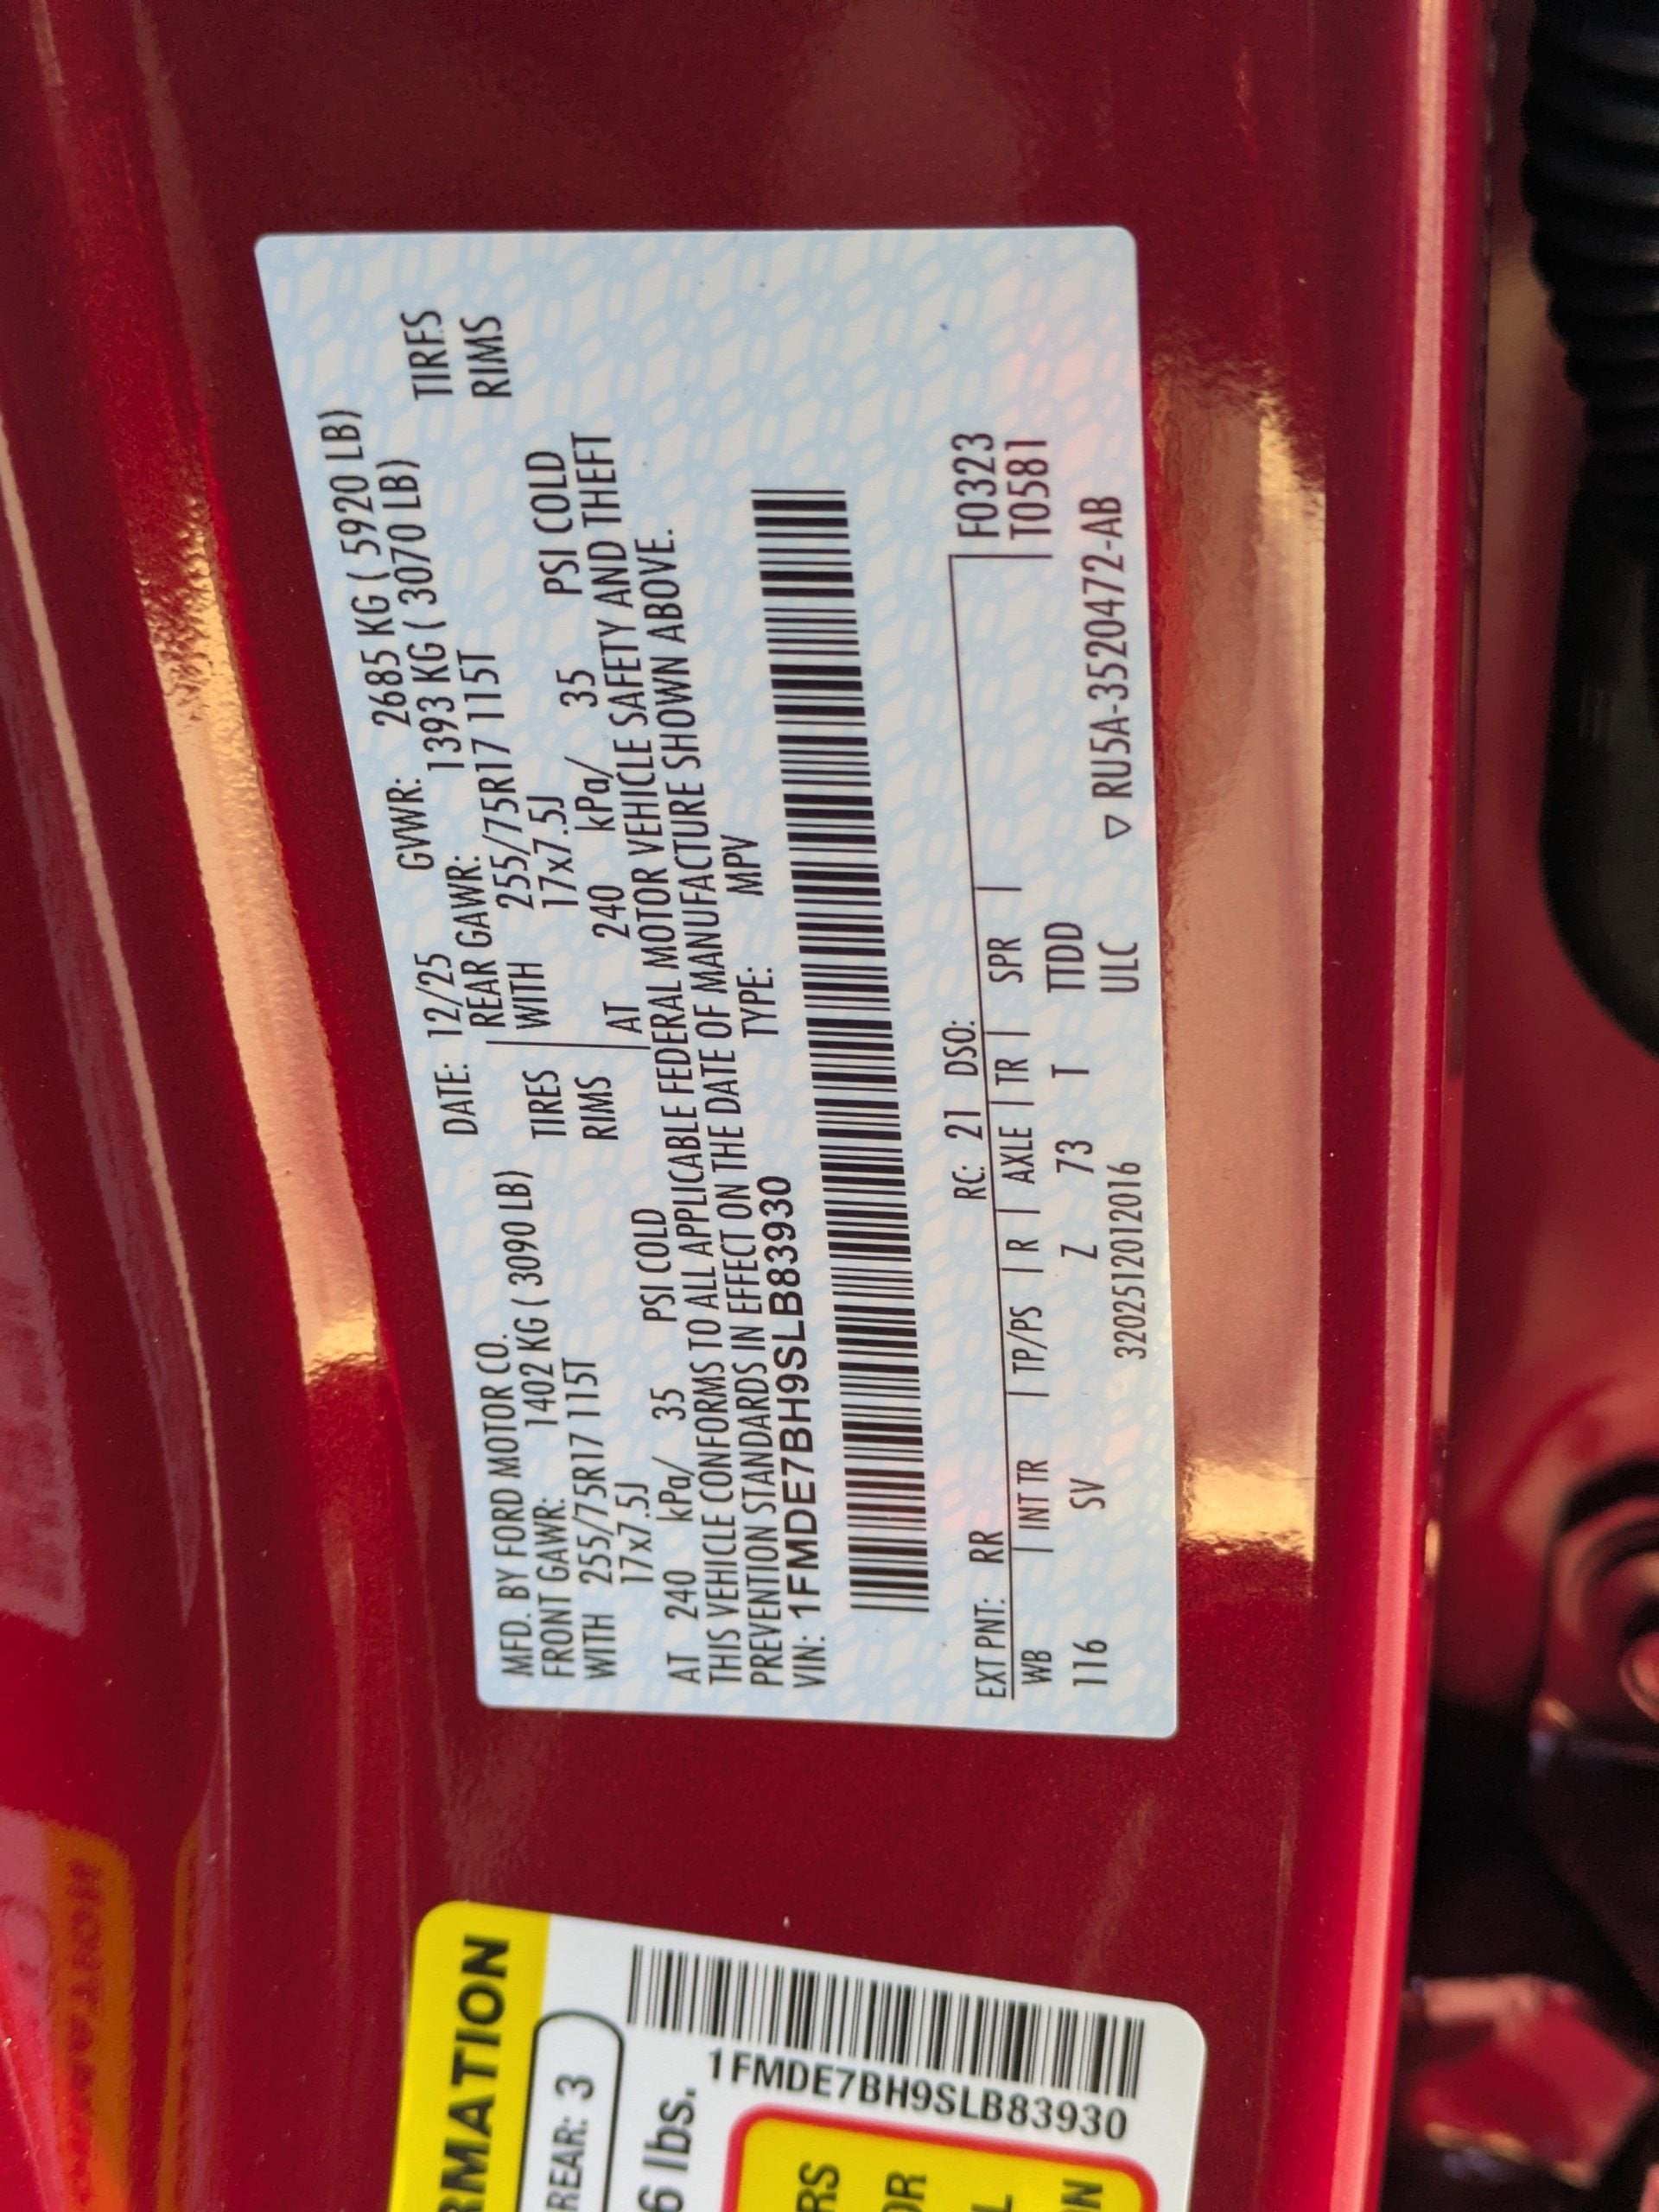 MFD. BY FORD MOTOR CO. DATE: 12/25 GVWR: 2685 KG ( 5920 LB)
FRONT GAWR: 1402 KG ( 3090 LB) REAR GAWR: 1393 KG ( 3070 LB)
WITH 255/75R17 115T TIRES WITH 255/75R17 115T TIRES
17x7.5J RIMS 17x7.5J RIMS
AT 240 kPa/ 35 PSI COLD AT 240 kPa/ 35 PSI COLD
THIS VEHICLE CONFORMS TO ALL APPLICABLE FEDERAL MOTOR VEHICLE SAFETY AND THEFT
PREVENTION STANDARDS IN EFFECT ON THE DATE OF MANUFACTURE SHOWN ABOVE.
VIN: 1FMDE7BH9SLB83930 TYPE: MPV
EXT PNT: RR RC: 21 DSO: F0323
WB INT TR TP/PS R AXLE TR SPR T0581
116 SV Z 73 T TTDD
3202512012016 ULC ▽ RU5A-3520472-AB
REAR: 3
lbs.
1FMDE7BH9SLB83930